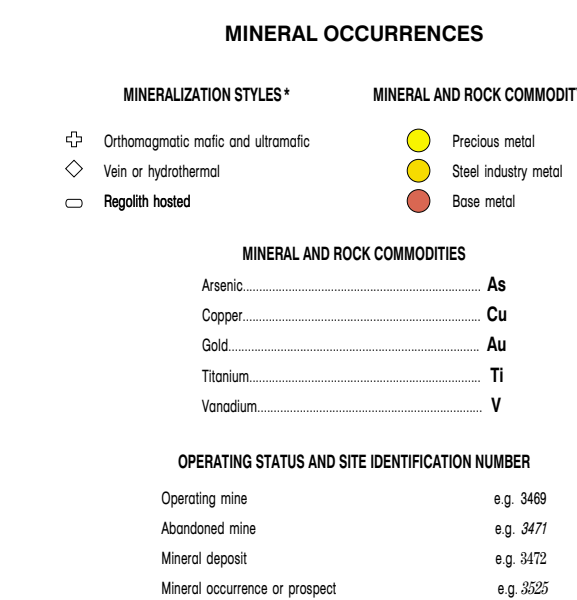 MINERAL OCCURRENCES
MINERALIZATION STYLES * MINERAL AND ROCK COMMODIT
Orthomagmatic mafic and ultramafic Precious metal
Vein or hydrothermal Steel industry metal
Regolith hosted Base metal
MINERAL AND ROCK COMMODITIES
Arsenic........................................................................ As
Copper........................................................................ Cu
Gold............................................................................ Au
Titanium...................................................................... Ti
Vanadium.................................................................... V
OPERATING STATUS AND SITE IDENTIFICATION NUMBER
Operating mine e.g. 3469
Abandoned mine e.g. 3471
Mineral deposit e.g. 3472
Mineral occurrence or prospect e.g. 3525